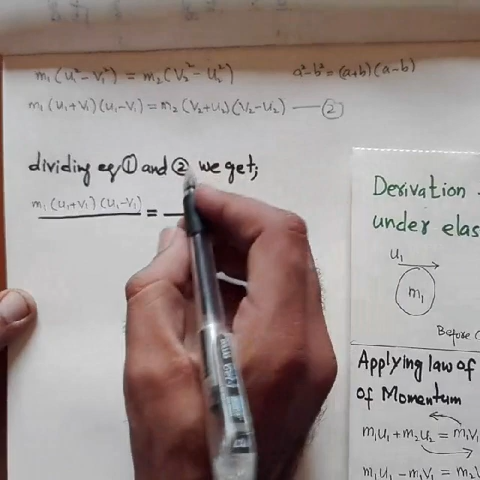 m₁(u₁²-v₁²) = m₂(v₂²-u₂²)
a²-b²=(a+b)(a-b)
m₁(u₁+v₁)(u₁-v₁)=m₂(v₂+u₂)(v₂-u₂) — ②
dividing eq ① and ② we get;
m₁(u₁+v₁)(u₁-v₁) =
Derivation
under elas
u₁
m₁
Before
Applying law of
of Momentum
m₁u₁+m₂u₂=m₁v₁
m₁u₁-m₁v₁=m₂